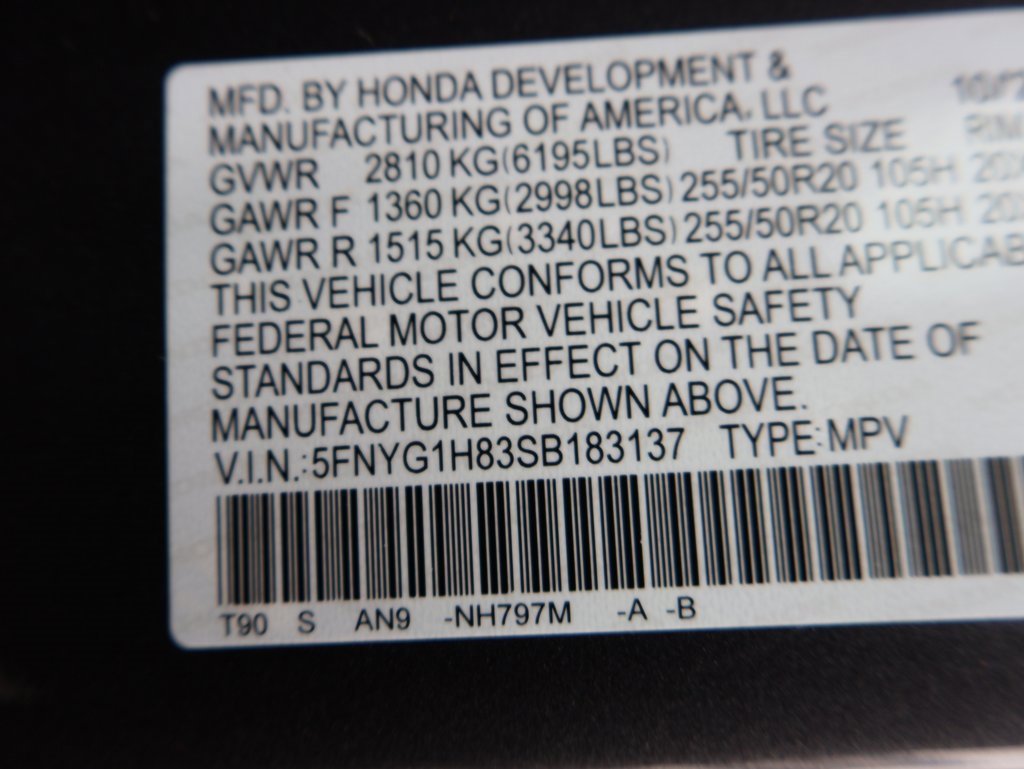 MFD. BY HONDA DEVELOPMENT &
MANUFACTURING OF AMERICA, LLC
GVWR 2810 KG(6195LBS) TIRE SIZE RIM
GAWR F 1360 KG(2998LBS) 255/50R20 105H
GAWR R 1515 KG(3340LBS) 255/50R20 105H
THIS VEHICLE CONFORMS TO ALL APPLICAB
FEDERAL MOTOR VEHICLE SAFETY
STANDARDS IN EFFECT ON THE DATE OF
MANUFACTURE SHOWN ABOVE.
V.I.N.:5FNYG1H83SB183137 TYPE:MPV
T90 S AN9 -NH797M -A -B